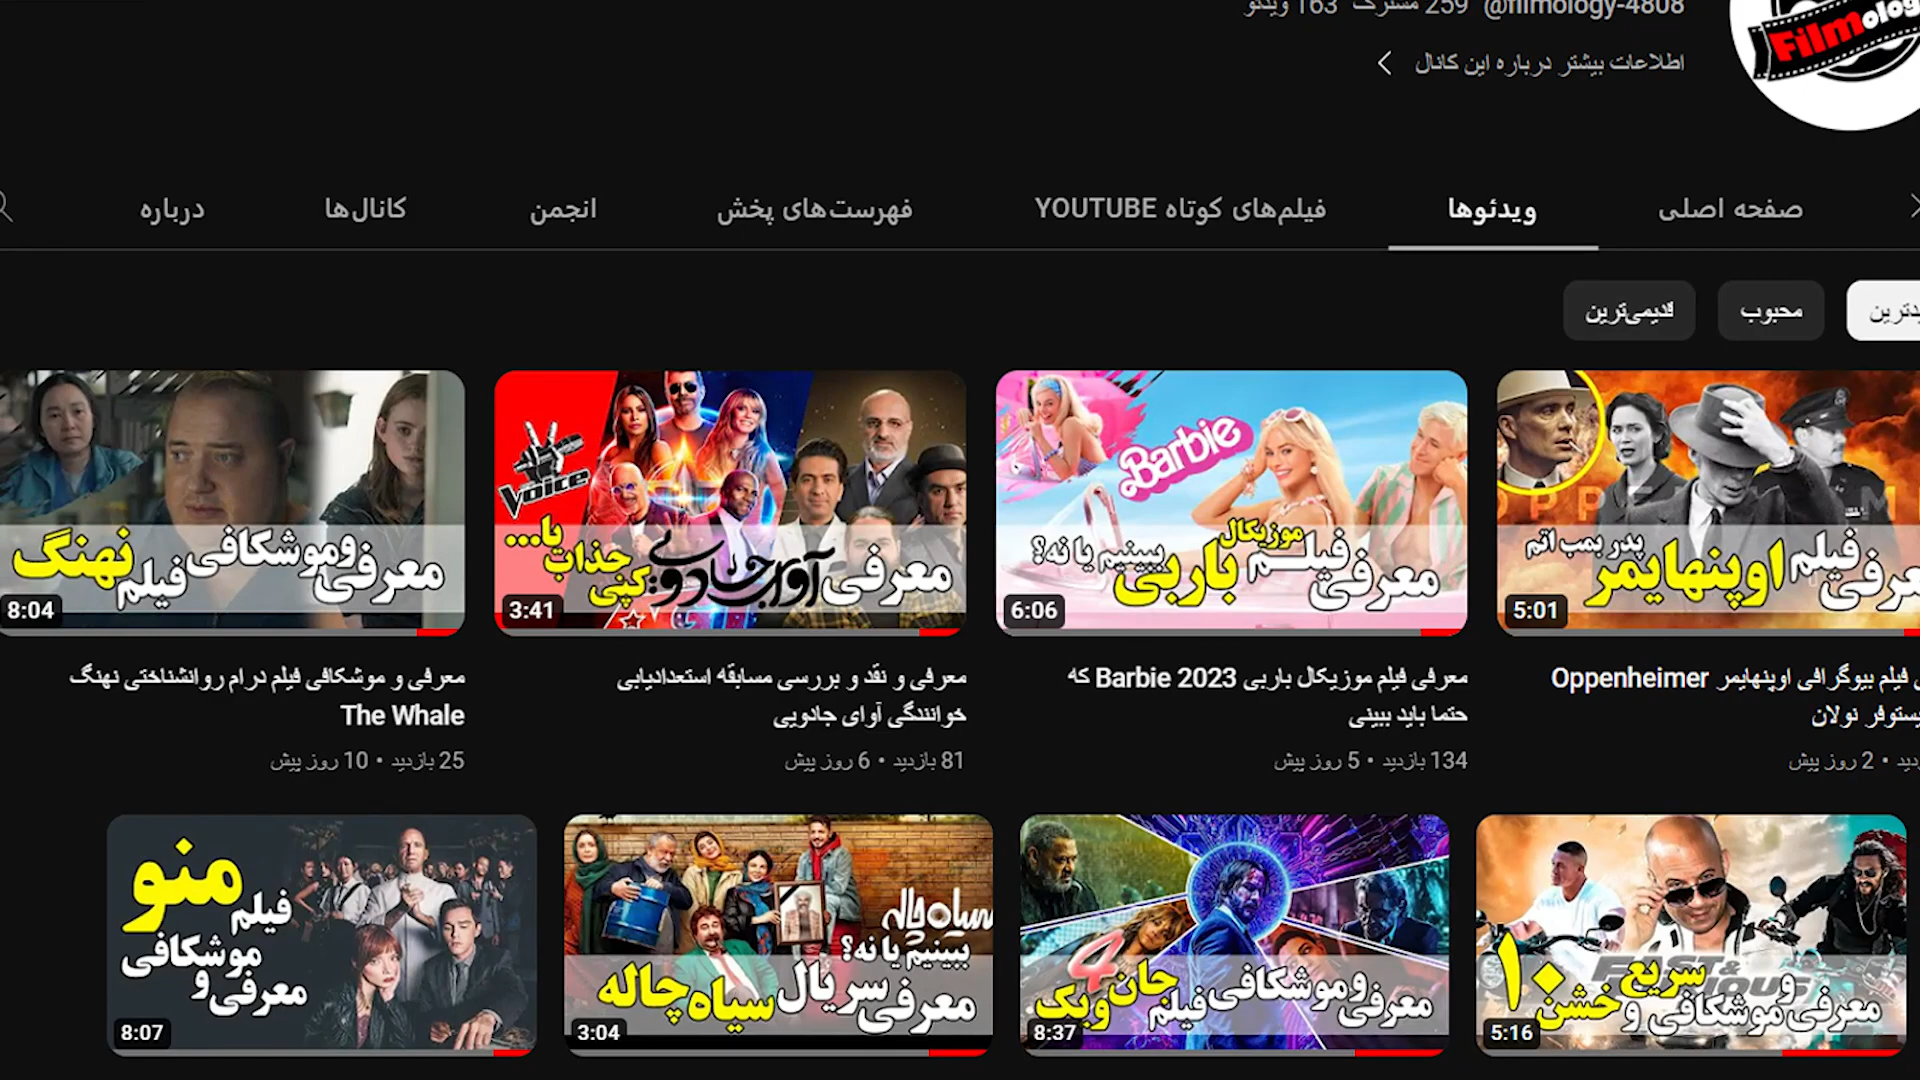 @filmology-4808 259 مشترک 163 ویدئو
Filmology
اطلاعات بیشتر درباره این کانال
صفحه اصلی
ویدئوها
فیلم‌های کوتاه YOUTUBE
فهرست‌های پخش
انجمن
کانال‌ها
درباره
محبوب
قدیمی‌ترین
معرفی فیلم اوپنهایمر پدر بمب اتم
5:01
فیلم بیوگرافی اوپنهایمر Oppenheimer
نولان
2 روز پیش
Barbie
معرفی فیلم موزیکال باربی ببینیم یا نه؟
6:06
معرفی فیلم موزیکال باربی Barbie 2023 که
حتما باید ببینی
134 بازدید • 5 روز پیش
Voice
معرفی آوای جادویی کپی جذاب یا...
3:41
معرفی و نقد و بررسی مسابقه استعدادیابی
خوانندگی آوای جادویی
81 بازدید • 6 روز پیش
معرفی و موشکافی فیلم نهنگ
8:04
معرفی و موشکافی فیلم درام روانشناختی نهنگ
The Whale
25 بازدید • 10 روز پیش
معرفی و موشکافی سریع و خشن ۱۰
5:16
معرفی و موشکافی فیلم جان ویک 4
8:37
سیاه چاله
ببینیم یا نه؟
معرفی سریال سیاه چاله
3:04
منو
فیلم
موشکافی
معرفی و
8:07